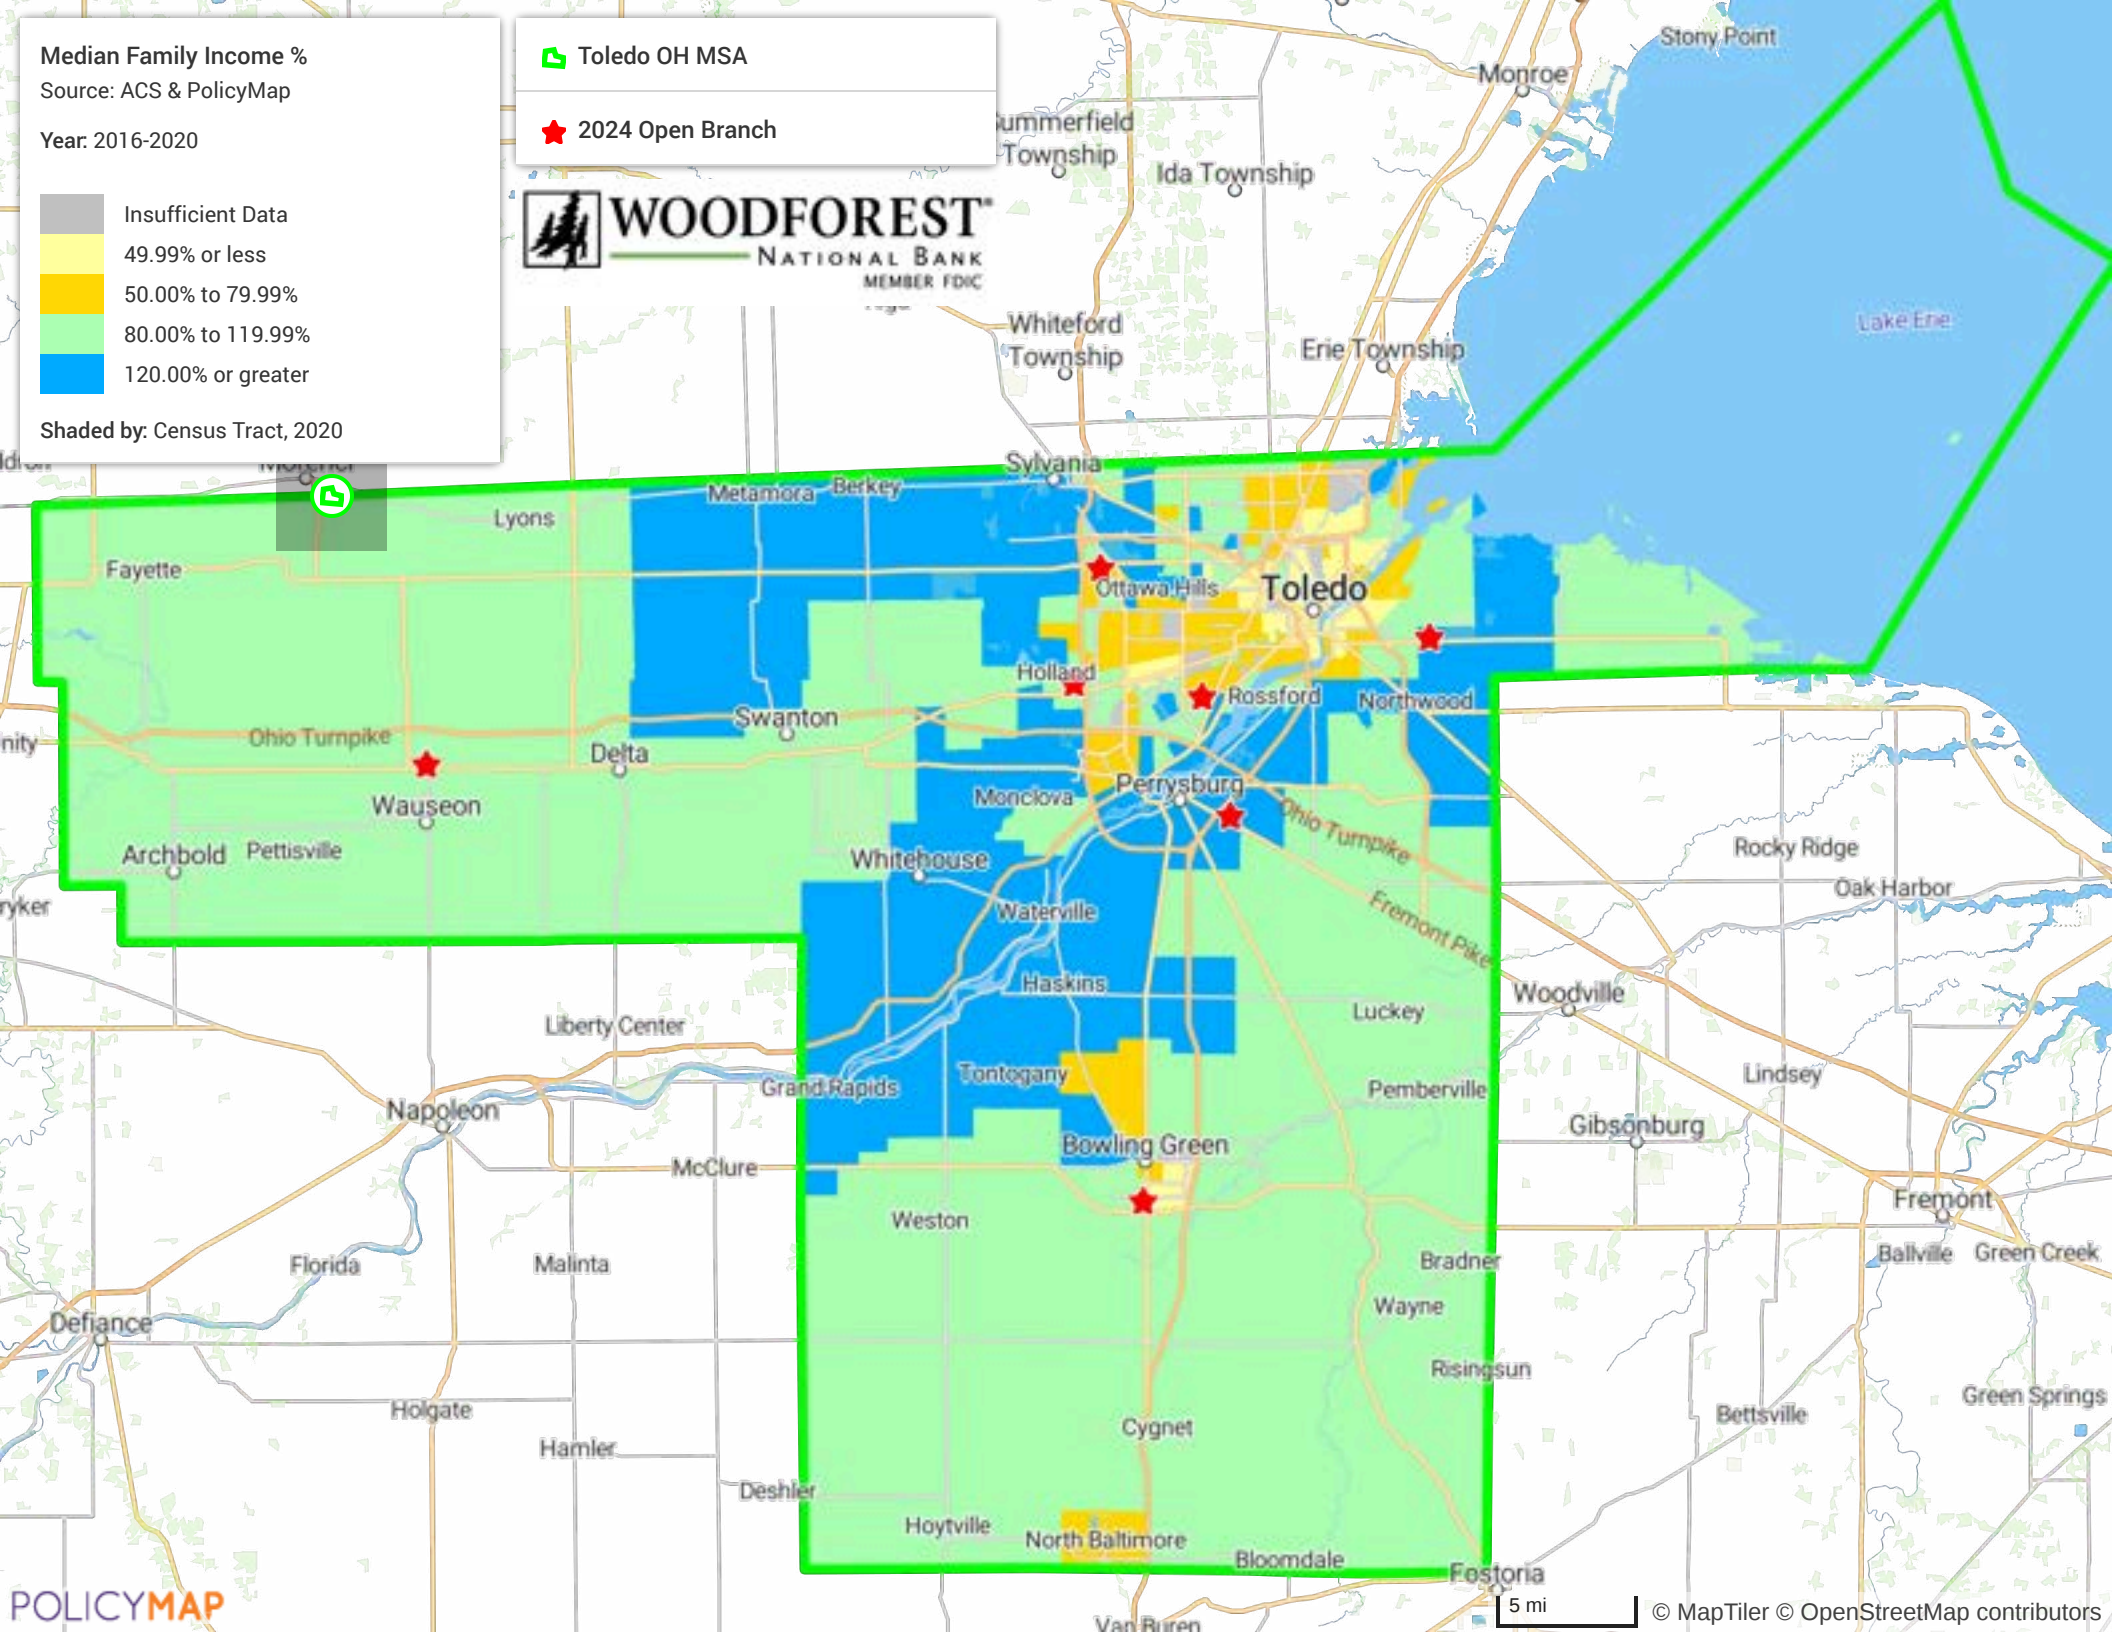 Median Family Income %
Source: ACS & PolicyMap
Year: 2016-2020
Insufficient Data
49.99% or less
50.00% to 79.99%
80.00% to 119.99%
120.00% or greater
Shaded by: Census Tract, 2020
Toledo OH MSA
2024 Open Branch
WOODFOREST®
NATIONAL BANK
MEMBER FDIC
Stony Point
Monroe
Summerfield
Township
Ida Township
Whiteford
Township
Erie Township
Lake Erie
Morenci
Sylvania
Metamora
Berkey
Lyons
Fayette
Ottawa Hills
Toledo
Holland
Rossford
Northwood
Swanton
Ohio Turnpike
Delta
nity
Wauseon
Monclova
Perrysburg
Ohio Turnpike
Archbold
Pettisville
Whitehouse
Rocky Ridge
Oak Harbor
ryker
Waterville
Fremont Pike
Haskins
Woodville
Luckey
Liberty Center
Tontogany
Lindsey
Grand Rapids
Pemberville
Napoleon
Gibsonburg
Bowling Green
McClure
Fremont
Weston
Ballville
Green Creek
Florida
Malinta
Bradner
Wayne
Defiance
Risingsun
Green Springs
Holgate
Bettsville
Cygnet
Hamler
Deshler
Hoytville
North Baltimore
Bloomdale
Fostoria
POLICYMAP
5 mi
© MapTiler © OpenStreetMap contributors
Van Buren